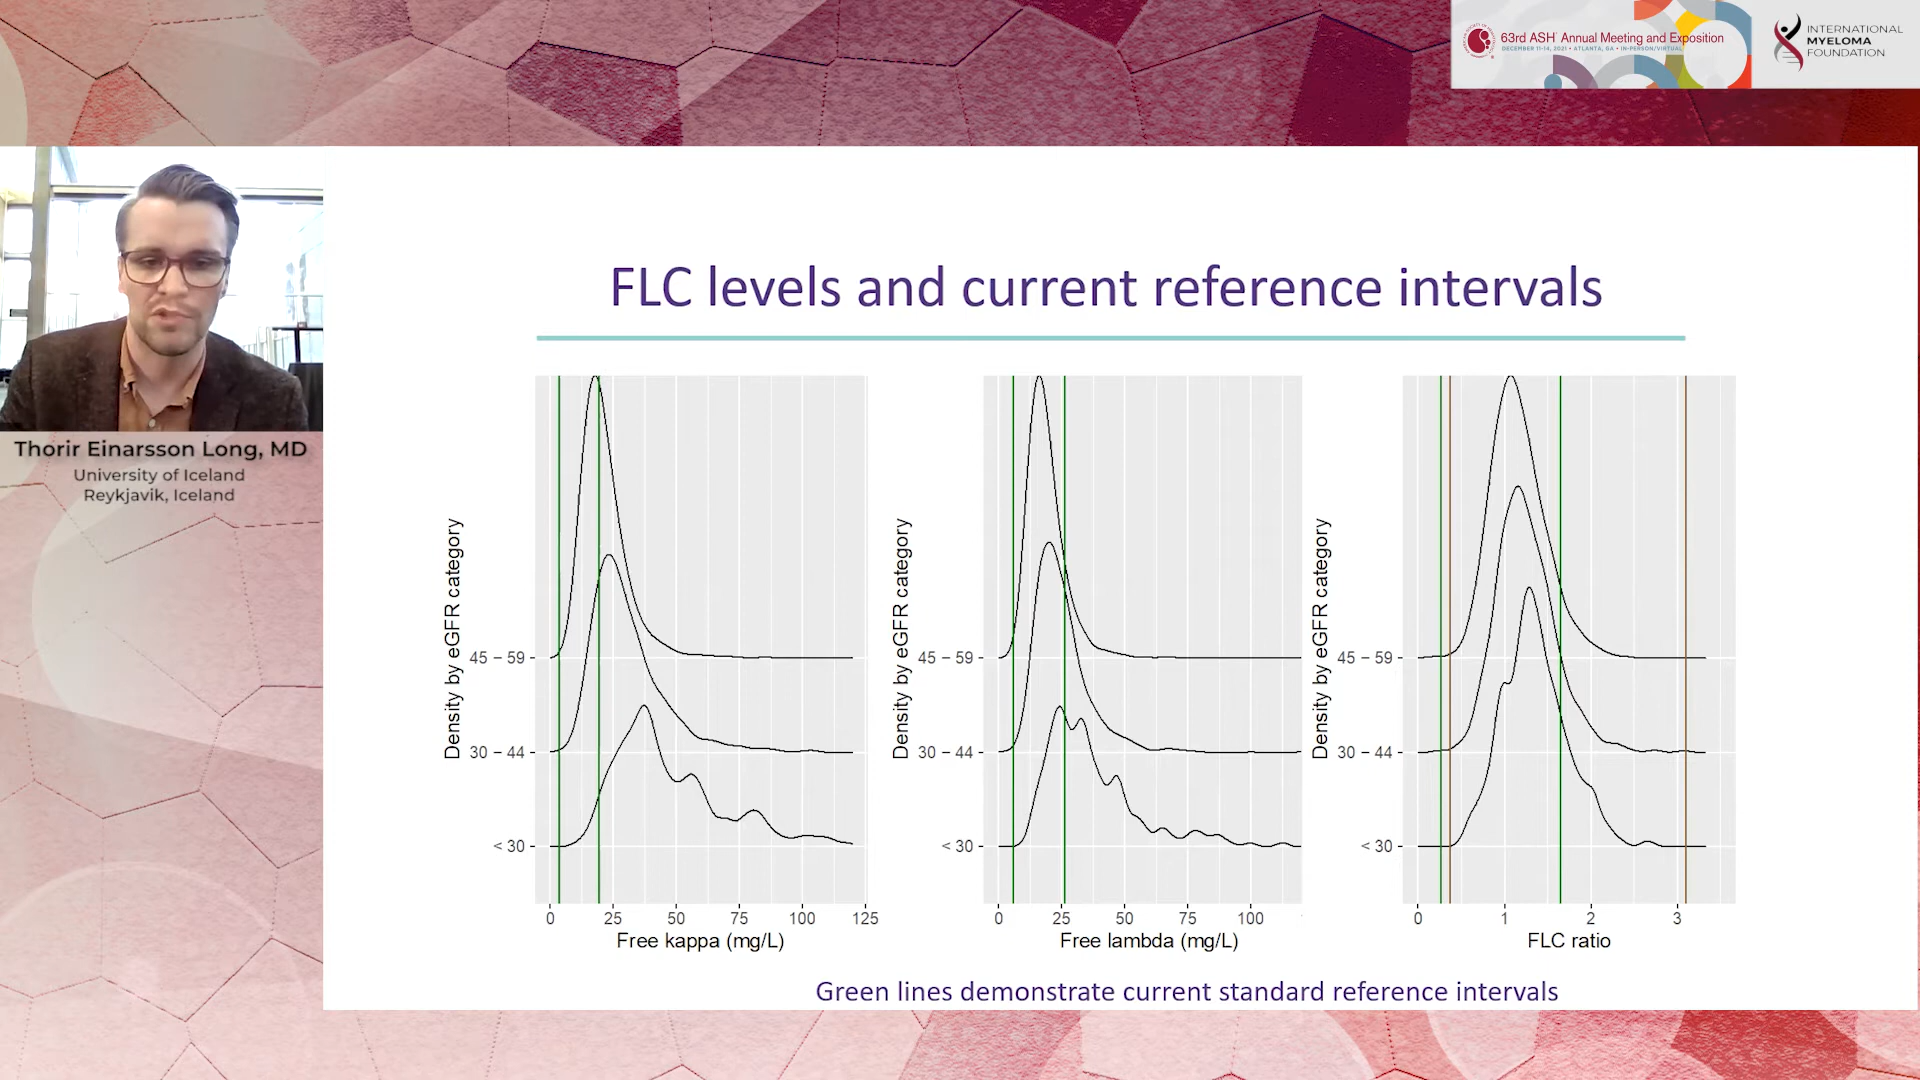 63rd ASH Annual Meeting and Exposition
DECEMBER 11-14, 2021 • ATLANTA, GA • IN-PERSON/VIRTUAL
INTERNATIONAL
MYELOMA
FOUNDATION
Thorir Einarsson Long, MD
University of Iceland
Reykjavik, Iceland
FLC levels and current reference intervals
Density by eGFR category
45 – 59
30 – 44
< 30
0 25 50 75 100 125
Free kappa (mg/L)
Density by eGFR category
45 – 59
30 – 44
< 30
0 25 50 75 100
Free lambda (mg/L)
Density by eGFR category
45 – 59
30 – 44
< 30
0 1 2 3
FLC ratio
Green lines demonstrate current standard reference intervals